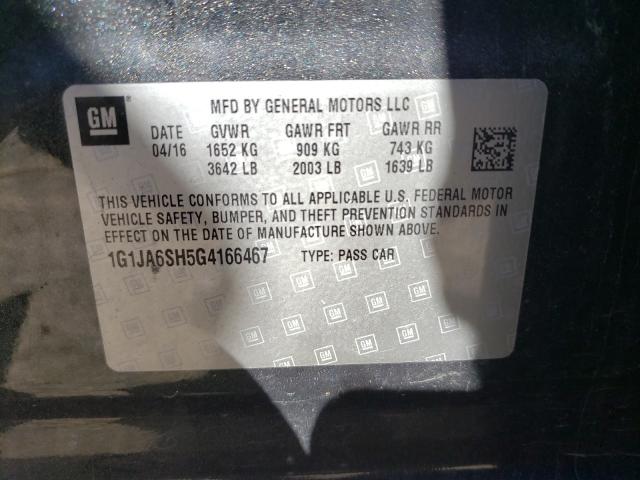 GM MFD BY GENERAL MOTORS LLC
DATE GVWR GAWR FRT GAWR RR
04/16 1652 KG 909 KG 743 KG
3642 LB 2003 LB 1639 LB
THIS VEHICLE CONFORMS TO ALL APPLICABLE U.S. FEDERAL MOTOR
VEHICLE SAFETY, BUMPER, AND THEFT PREVENTION STANDARDS IN
EFFECT ON THE DATE OF MANUFACTURE SHOWN ABOVE.
1G1JA6SH5G4166467 TYPE: PASS CAR